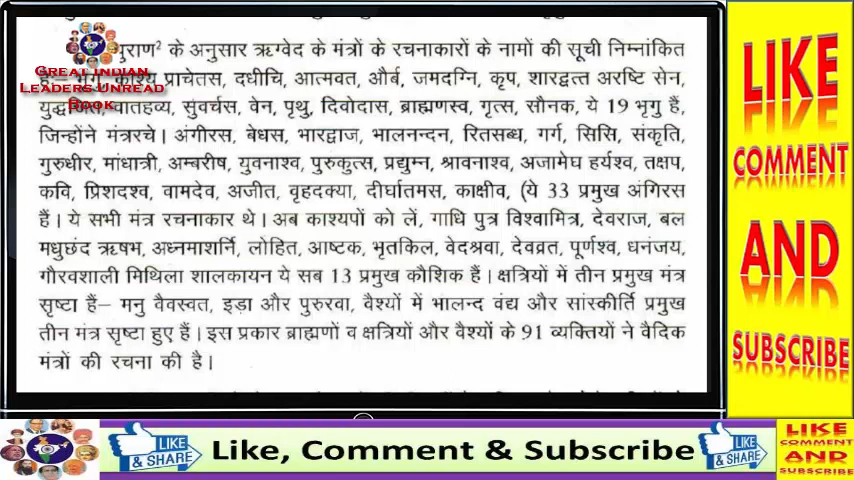 पुराण² के अनुसार ऋग्वेद के मंत्रों के रचनाकारों के नामों की सूची निम्नांकित
हैं– भृगु, काश्य प्राचेतस, दधीचि, आत्मवत, और्ब, जमदग्नि, कृप, शारद्वत्त अरष्टि सेन,
युद्धजित, वातहव्य, सुंवर्चस, वेन, पृथु, दिवोदास, ब्राह्मणस्व, गृत्स, सौनक, ये 19 भृगु हैं,
जिन्होंने मंत्ररचे। अंगीरस, बेधस, भारद्वाज, भालनन्दन, रितसब्ध, गर्ग, सिसि, संकृति,
गुरुधीर, मांधात्री, अम्बरीष, युवनाश्व, पुरुकुत्स, प्रद्युम्न, श्रावनाश्व, अजामेघ हर्यश्व, तक्षप,
कवि, प्रिशदश्व, वामदेव, अजीत, वृहदक्या, दीर्घातमस, काक्षीव, (ये 33 प्रमुख अंगिरस
हैं। ये सभी मंत्र रचनाकार थे। अब काश्यपों को लें, गाधि पुत्र विश्वामित्र, देवराज, बल
मधुछंद ऋषभ, अध्नमाशर्नि, लोहित, आष्टक, भृतकिल, वेदश्रवा, देवव्रत, पूर्णश्व, धनंजय,
गौरवशाली मिथिला शालकायन ये सब 13 प्रमुख कौशिक हैं। क्षत्रियों में तीन प्रमुख मंत्र
सृष्टा हैं– मनु वैवस्वत, इड़ा और पुरुरवा, वैश्यों में भालन्द वंद्य और सांस्कीर्ति प्रमुख
तीन मंत्र सृष्टा हुए हैं। इस प्रकार ब्राह्मणों व क्षत्रियों और वैश्यों के 91 व्यक्तियों ने वैदिक
मंत्रों की रचना की है।
Great Indian
Leaders Unread
Book
LIKE
COMMENT
AND
SUBSCRIBE
LIKE
& SHARE
Like, Comment & Subscribe
LIKE
& SHARE
LIKE
COMMENT
AND
SUBSCRIBE